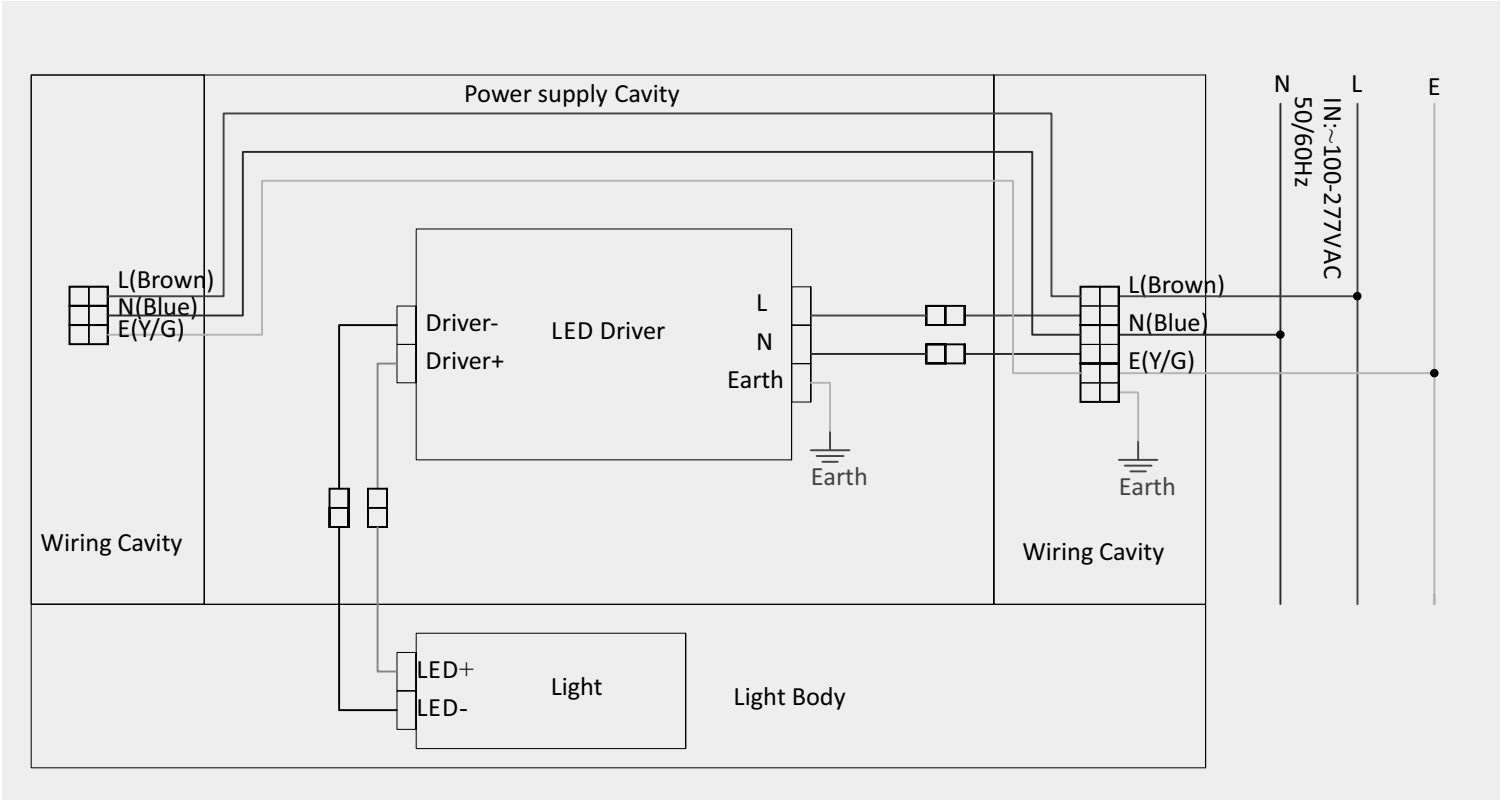 Power supply Cavity
N
L
E
IN:~100-277VAC
50/60Hz
L(Brown)
N(Blue)
E(Y/G)
Driver-
Driver+
LED Driver
L
N
Earth
Earth
L(Brown)
N(Blue)
E(Y/G)
Earth
Wiring Cavity
Wiring Cavity
LED+
LED-
Light
Light Body